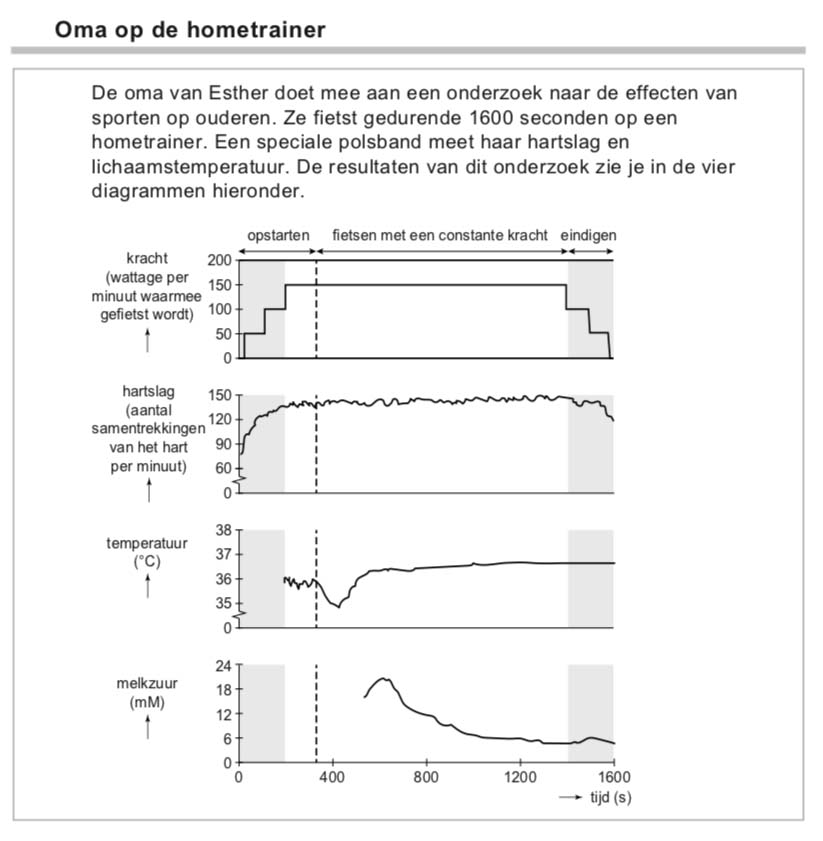 Oma op de hometrainer
De oma van Esther doet mee aan een onderzoek naar de effecten van
sporten op ouderen. Ze fietst gedurende 1600 seconden op een
hometrainer. Een speciale polsband meet haar hartslag en
lichaamstemperatuur. De resultaten van dit onderzoek zie je in de vier
diagrammen hieronder.
opstarten fietsen met een constante kracht eindigen
kracht
(wattage per
minuut waarmee
gefietst wordt)
200
150
100
50
0
hartslag
(aantal
samentrekkingen
van het hart
per minuut)
150
120
90
60
0
temperatuur
(°C)
38
37
36
35
0
melkzuur
(mM)
24
18
12
6
0
0 400 800 1200 1600
tijd (s)